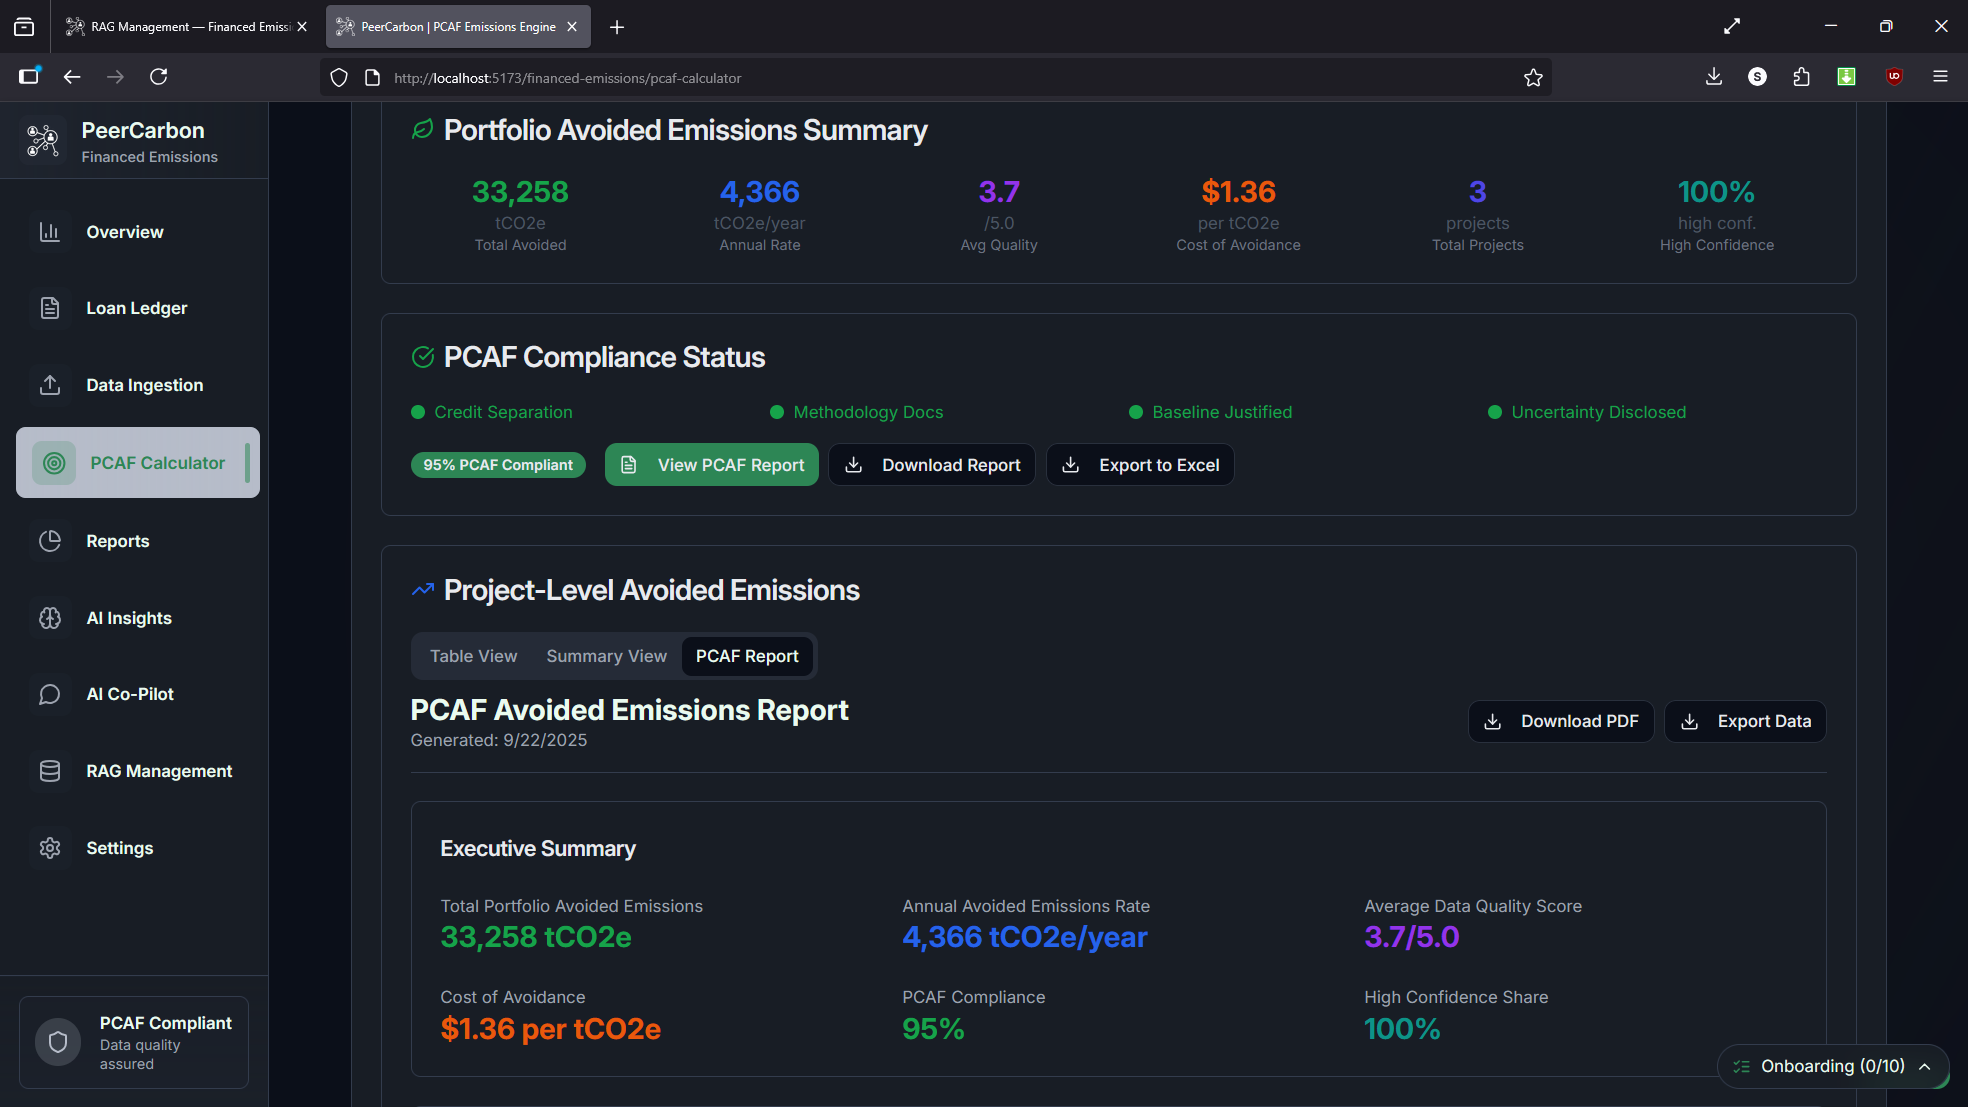 RAG Management — Financed Emissi
PeerCarbon | PCAF Emissions Engine
http://localhost:5173/financed-emissions/pcaf-calculator
S
PeerCarbon
Financed Emissions
Overview
Loan Ledger
Data Ingestion
PCAF Calculator
Reports
AI Insights
AI Co-Pilot
RAG Management
Settings
PCAF Compliant
Data quality
assured
Portfolio Avoided Emissions Summary
33,258
tCO2e
Total Avoided
4,366
tCO2e/year
Annual Rate
3.7
/5.0
Avg Quality
$1.36
per tCO2e
Cost of Avoidance
3
projects
Total Projects
100%
high conf.
High Confidence
PCAF Compliance Status
Credit Separation
Methodology Docs
Baseline Justified
Uncertainty Disclosed
95% PCAF Compliant
View PCAF Report
Download Report
Export to Excel
Project-Level Avoided Emissions
Table View
Summary View
PCAF Report
PCAF Avoided Emissions Report
Generated: 9/22/2025
Download PDF
Export Data
Executive Summary
Total Portfolio Avoided Emissions
33,258 tCO2e
Annual Avoided Emissions Rate
4,366 tCO2e/year
Average Data Quality Score
3.7/5.0
Cost of Avoidance
$1.36 per tCO2e
PCAF Compliance
95%
High Confidence Share
100%
Onboarding (0/10)